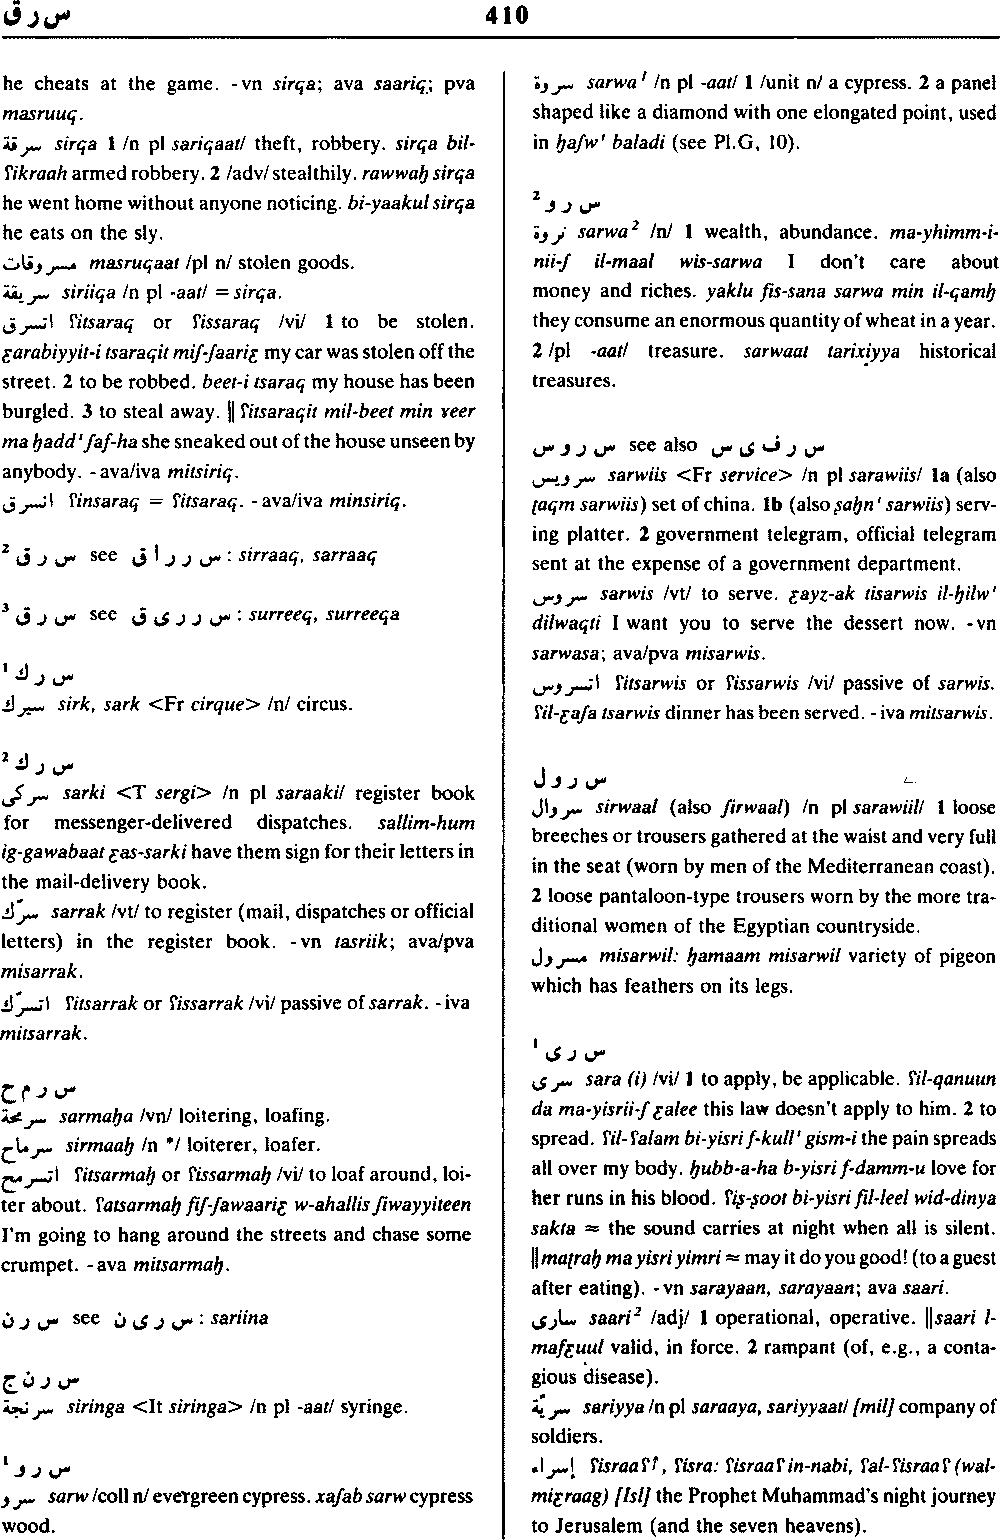 س ر ق 410
he cheats at the game. -vn sirqa; ava saariq; pva
masruuq.
سرقة sirqa 1 /n pl sariqaat/ theft, robbery. sirqa bil-
ʕikraah armed robbery. 2 /adv/ stealthily. rawwaḥ sirqa
he went home without anyone noticing. bi-yaakul sirqa
he eats on the sly.
مسروقات masruqaat /pl n/ stolen goods.
سريقة siriiqa /n pl -aat/ = sirqa.
اتسرق ʕitsaraq or ʕissaraq /vi/ 1 to be stolen.
ʕarabiyyit-i tsaraqit miʃ-ʃaariʕ my car was stolen off the
street. 2 to be robbed. beet-i tsaraq my house has been
burgled. 3 to steal away. || ʕitsaraqit mil-beet min ɣeer
ma ḥadd' ʃaf-ha she sneaked out of the house unseen by
anybody. -ava/iva mitsiriq.
انسرق ʕinsaraq = ʕitsaraq. -ava/iva minsiriq.
س ر ق ² see س ر ر ا ق : sirraaq, sarraaq
س ر ق ³ see س ر ر ى ق : surreeq, surreeqa
س ر ك ¹
سيرك sirk, sark <Fr cirque> /n/ circus.
س ر ك ²
سركى sarki <T sergi> /n pl saraaki/ register book
for messenger-delivered dispatches. sallim-hum
ig-gawabaat ʕas-sarki have them sign for their letters in
the mail-delivery book.
سرّك sarrak /vt/ to register (mail, dispatches or official
letters) in the register book. -vn tasriik; ava/pva
misarrak.
اتسرّك ʕitsarrak or ʕissarrak /vi/ passive of sarrak. -iva
mitsarrak.
س ر م ح
سرمحة sarmaḥa /vn/ loitering, loafing.
سرماح sirmaaḥ /n */ loiterer, loafer.
اتسرمح ʕitsarmaḥ or ʕissarmaḥ /vi/ to loaf around, loi-
ter about. ʕatsarmaḥ fiʃ-ʃawaariʕ w-ahallis ʃiwayyiteen
I'm going to hang around the streets and chase some
crumpet. -ava mitsarmaḥ.
س ر ن see س ر ى ن : sariina
س ر ن ج
سرنجة siringa <It siringa> /n pl -aat/ syringe.
س ر و ¹
سرو sarw /coll n/ evergreen cypress. xaʃab sarw cypress
wood.
سروة sarwa¹ /n pl -aat/ 1 /unit n/ a cypress. 2 a panel
shaped like a diamond with one elongated point, used
in ḥaʃw' baladi (see Pl.G, 10).
س ر و ²
ثروة sarwa² /n/ 1 wealth, abundance. ma-yhimm-i-
nii-ʃ il-maal wis-sarwa I don't care about
money and riches. yaklu fis-sana sarwa min il-qamḥ
they consume an enormous quantity of wheat in a year.
2 /pl -aat/ treasure. sarwaat tarixiyya historical
treasures.
س ر و س see also س ر ف ى س
سرويس sarwiis <Fr service> /n pl sarawiis/ 1a (also
ṭaqm sarwiis) set of china. 1b (also ṣaḥn' sarwiis) serv-
ing platter. 2 government telegram, official telegram
sent at the expense of a government department.
سروس sarwis /vt/ to serve. ʕayz-ak tisarwis il-ḥilw'
dilwaqti I want you to serve the dessert now. -vn
sarwasa; ava/pva misarwis.
اتسروس ʕitsarwis or ʕissarwis /vi/ passive of sarwis.
ʕil-ʕaʃa tsarwis dinner has been served. -iva mitsarwis.
س ر و ل
سروال sirwaal (also ʃirwaal) /n pl sarawiil/ 1 loose
breeches or trousers gathered at the waist and very full
in the seat (worn by men of the Mediterranean coast).
2 loose pantaloon-type trousers worn by the more tra-
ditional women of the Egyptian countryside.
مسرول misarwil: ḥamaam misarwil variety of pigeon
which has feathers on its legs.
س ر ى ¹
سرى sara (i) /vi/ 1 to apply, be applicable. ʕil-qanuun
da ma-yisrii-ʃ ʕalee this law doesn't apply to him. 2 to
spread. ʕil-ʕalam bi-yisri f-kull' gism-i the pain spreads
all over my body. ḥubb-a-ha b-yisri f-damm-u love for
her runs in his blood. ʕiṣ-ṣoot bi-yisri fil-leel wid-dinya
sakta ≈ the sound carries at night when all is silent.
|| maṭraḥ ma yisri yimri ≈ may it do you good! (to a guest
after eating). -vn sarayaan, sarayaan; ava saari.
سارى saari² /adj/ 1 operational, operative. || saari l-
mafʕuul valid, in force. 2 rampant (of, e.g., a conta-
gious disease).
سريّة sariyya /n pl saraaya, sariyyaat/ [mil] company of
soldiers.
إسراء ʕisraaʕ¹, ʕisra: ʕisraaʕ in-nabi, ʕal-ʕisraaʕ (wal-
miʕraag) [Isl] the Prophet Muhammad's night journey
to Jerusalem (and the seven heavens).